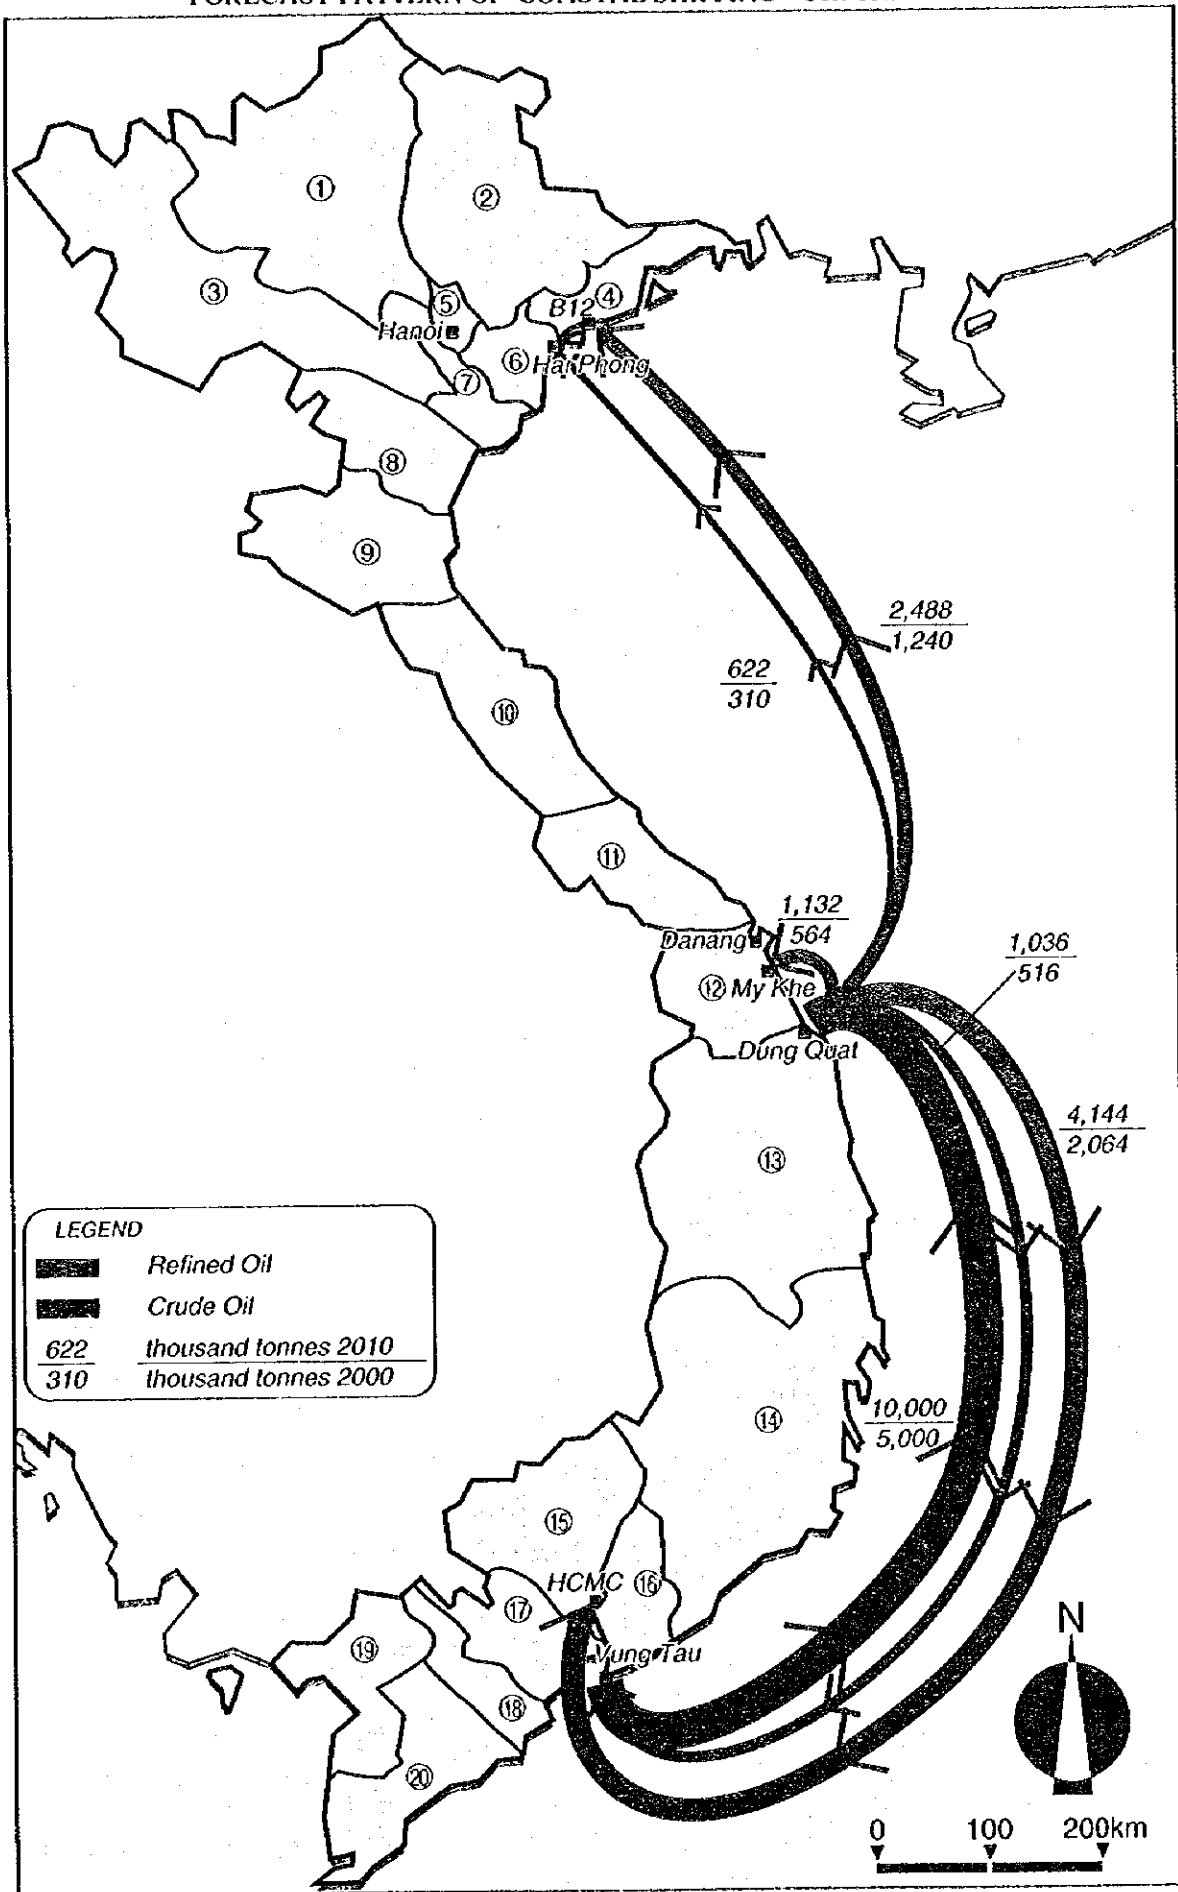 FORECAST PATTERN OF COASTAL SHIPPING
①
②
③
④
⑤
B12
Hanoi
⑥
Hai Phong
⑦
⑧
⑨
2,488
1,240
622
310
⑩
⑪
1,132
564
Danang
1,036
516
⑫ My Khe
Dung Quat
4,144
2,064
⑬
LEGEND
Refined Oil
Crude Oil
622 thousand tonnes 2010
310 thousand tonnes 2000
10,000
5,000
⑭
⑮
HCMC
⑯
⑰
N
⑲
Vung Tau
⑱
⑳
0 100 200km